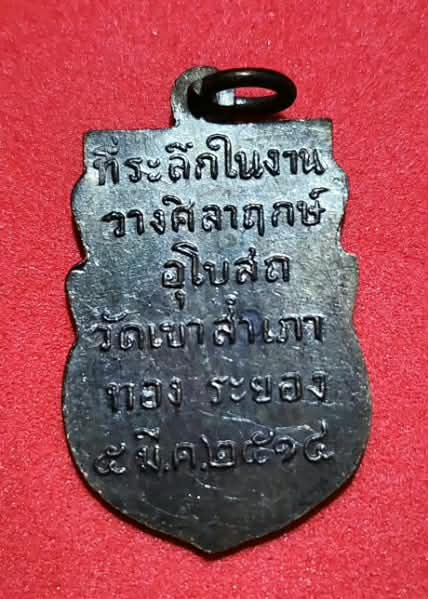 ที่ระลึกในงาน
วางศิลาฤกษ์
อุโบสถ
วัดเขาสำเภา
ทอง ระยอง
๕ มี.ค.๒๕๑๔